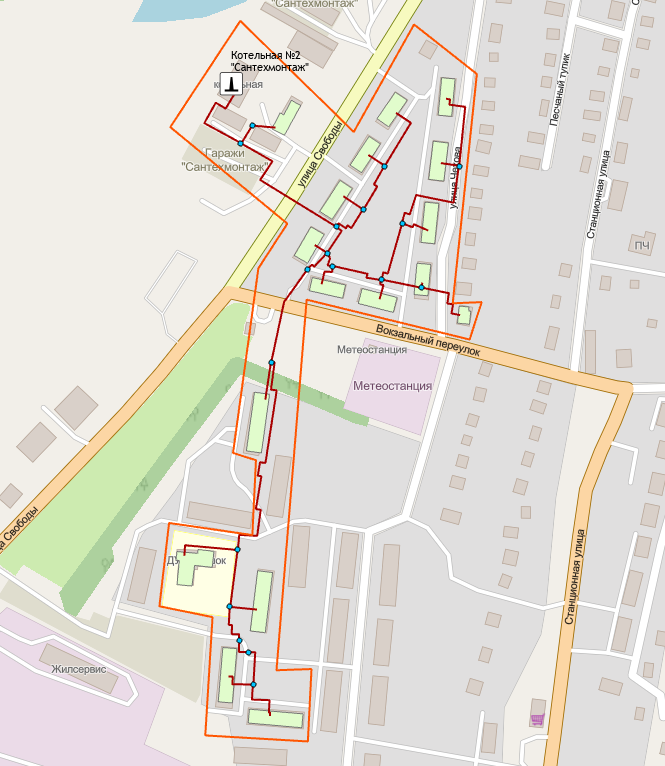 "Сантехмонтаж"
Котельная №2
"Сантехмонтаж"
котельная
Гаражи
"Сантехмонтаж"
улица Свободы
улица Чехова
Песчаный тупик
Станционная улица
ПЧ
Вокзальный переулок
Метеостанция
Метеостанция
Свободы
Станционная улица
Жилсервис